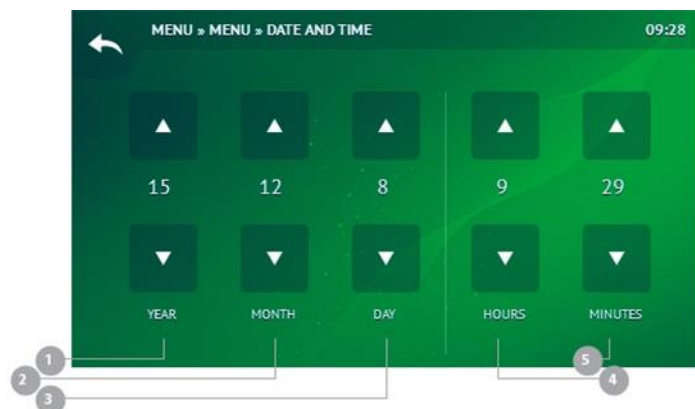 MENU » MENU » DATE AND TIME 09:28
15 12 8 9 29
YEAR MONTH DAY HOURS MINUTES
1 5
2 4
3